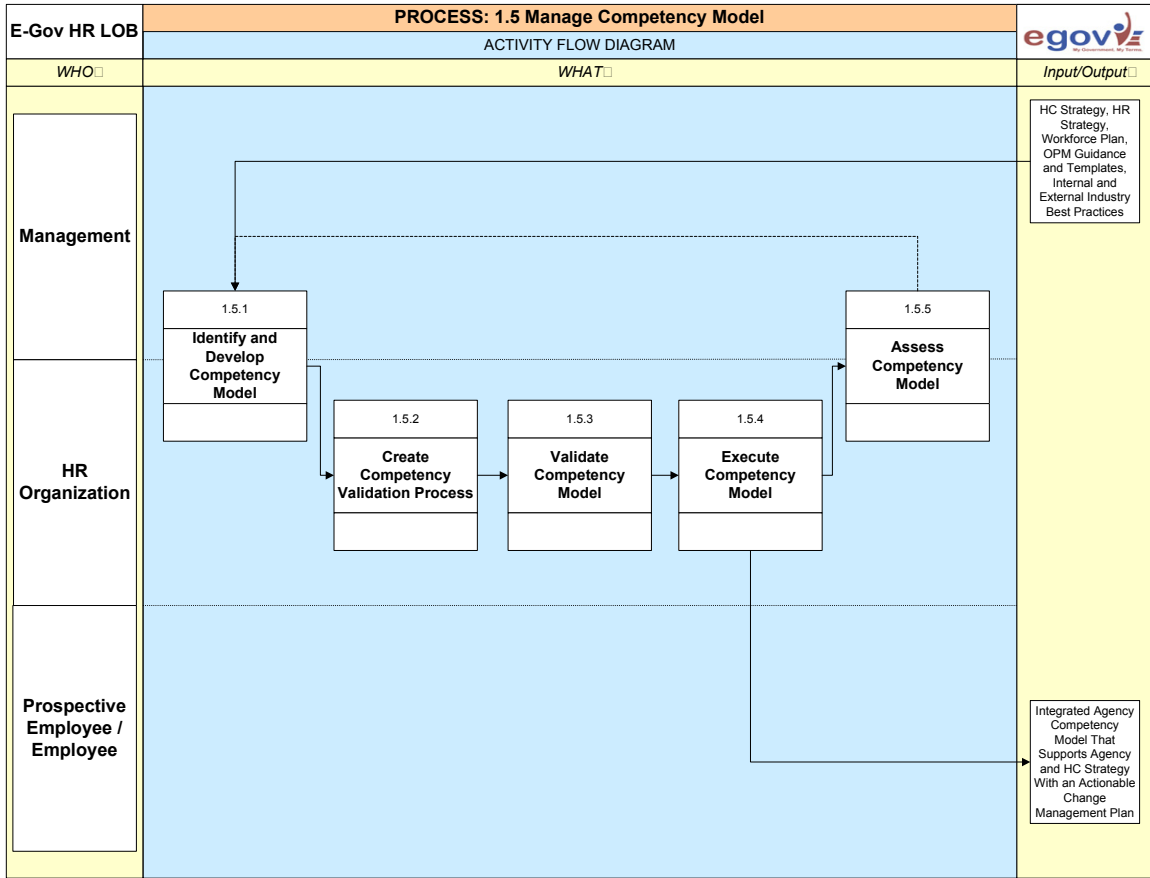 E-Gov HR LOB
PROCESS: 1.5 Manage Competency Model
ACTIVITY FLOW DIAGRAM
egov
My Government. My Terms.
WHO□
WHAT□
Input/Output□
Management
HC Strategy, HR
Strategy,
Workforce Plan,
OPM Guidance
and Templates,
Internal and
External Industry
Best Practices
1.5.1
Identify and
Develop
Competency
Model
1.5.5
Assess
Competency
Model
HR
Organization
1.5.2
Create
Competency
Validation Process
1.5.3
Validate
Competency
Model
1.5.4
Execute
Competency
Model
Prospective
Employee /
Employee
Integrated Agency
Competency
Model That
Supports Agency
and HC Strategy
With an Actionable
Change
Management Plan